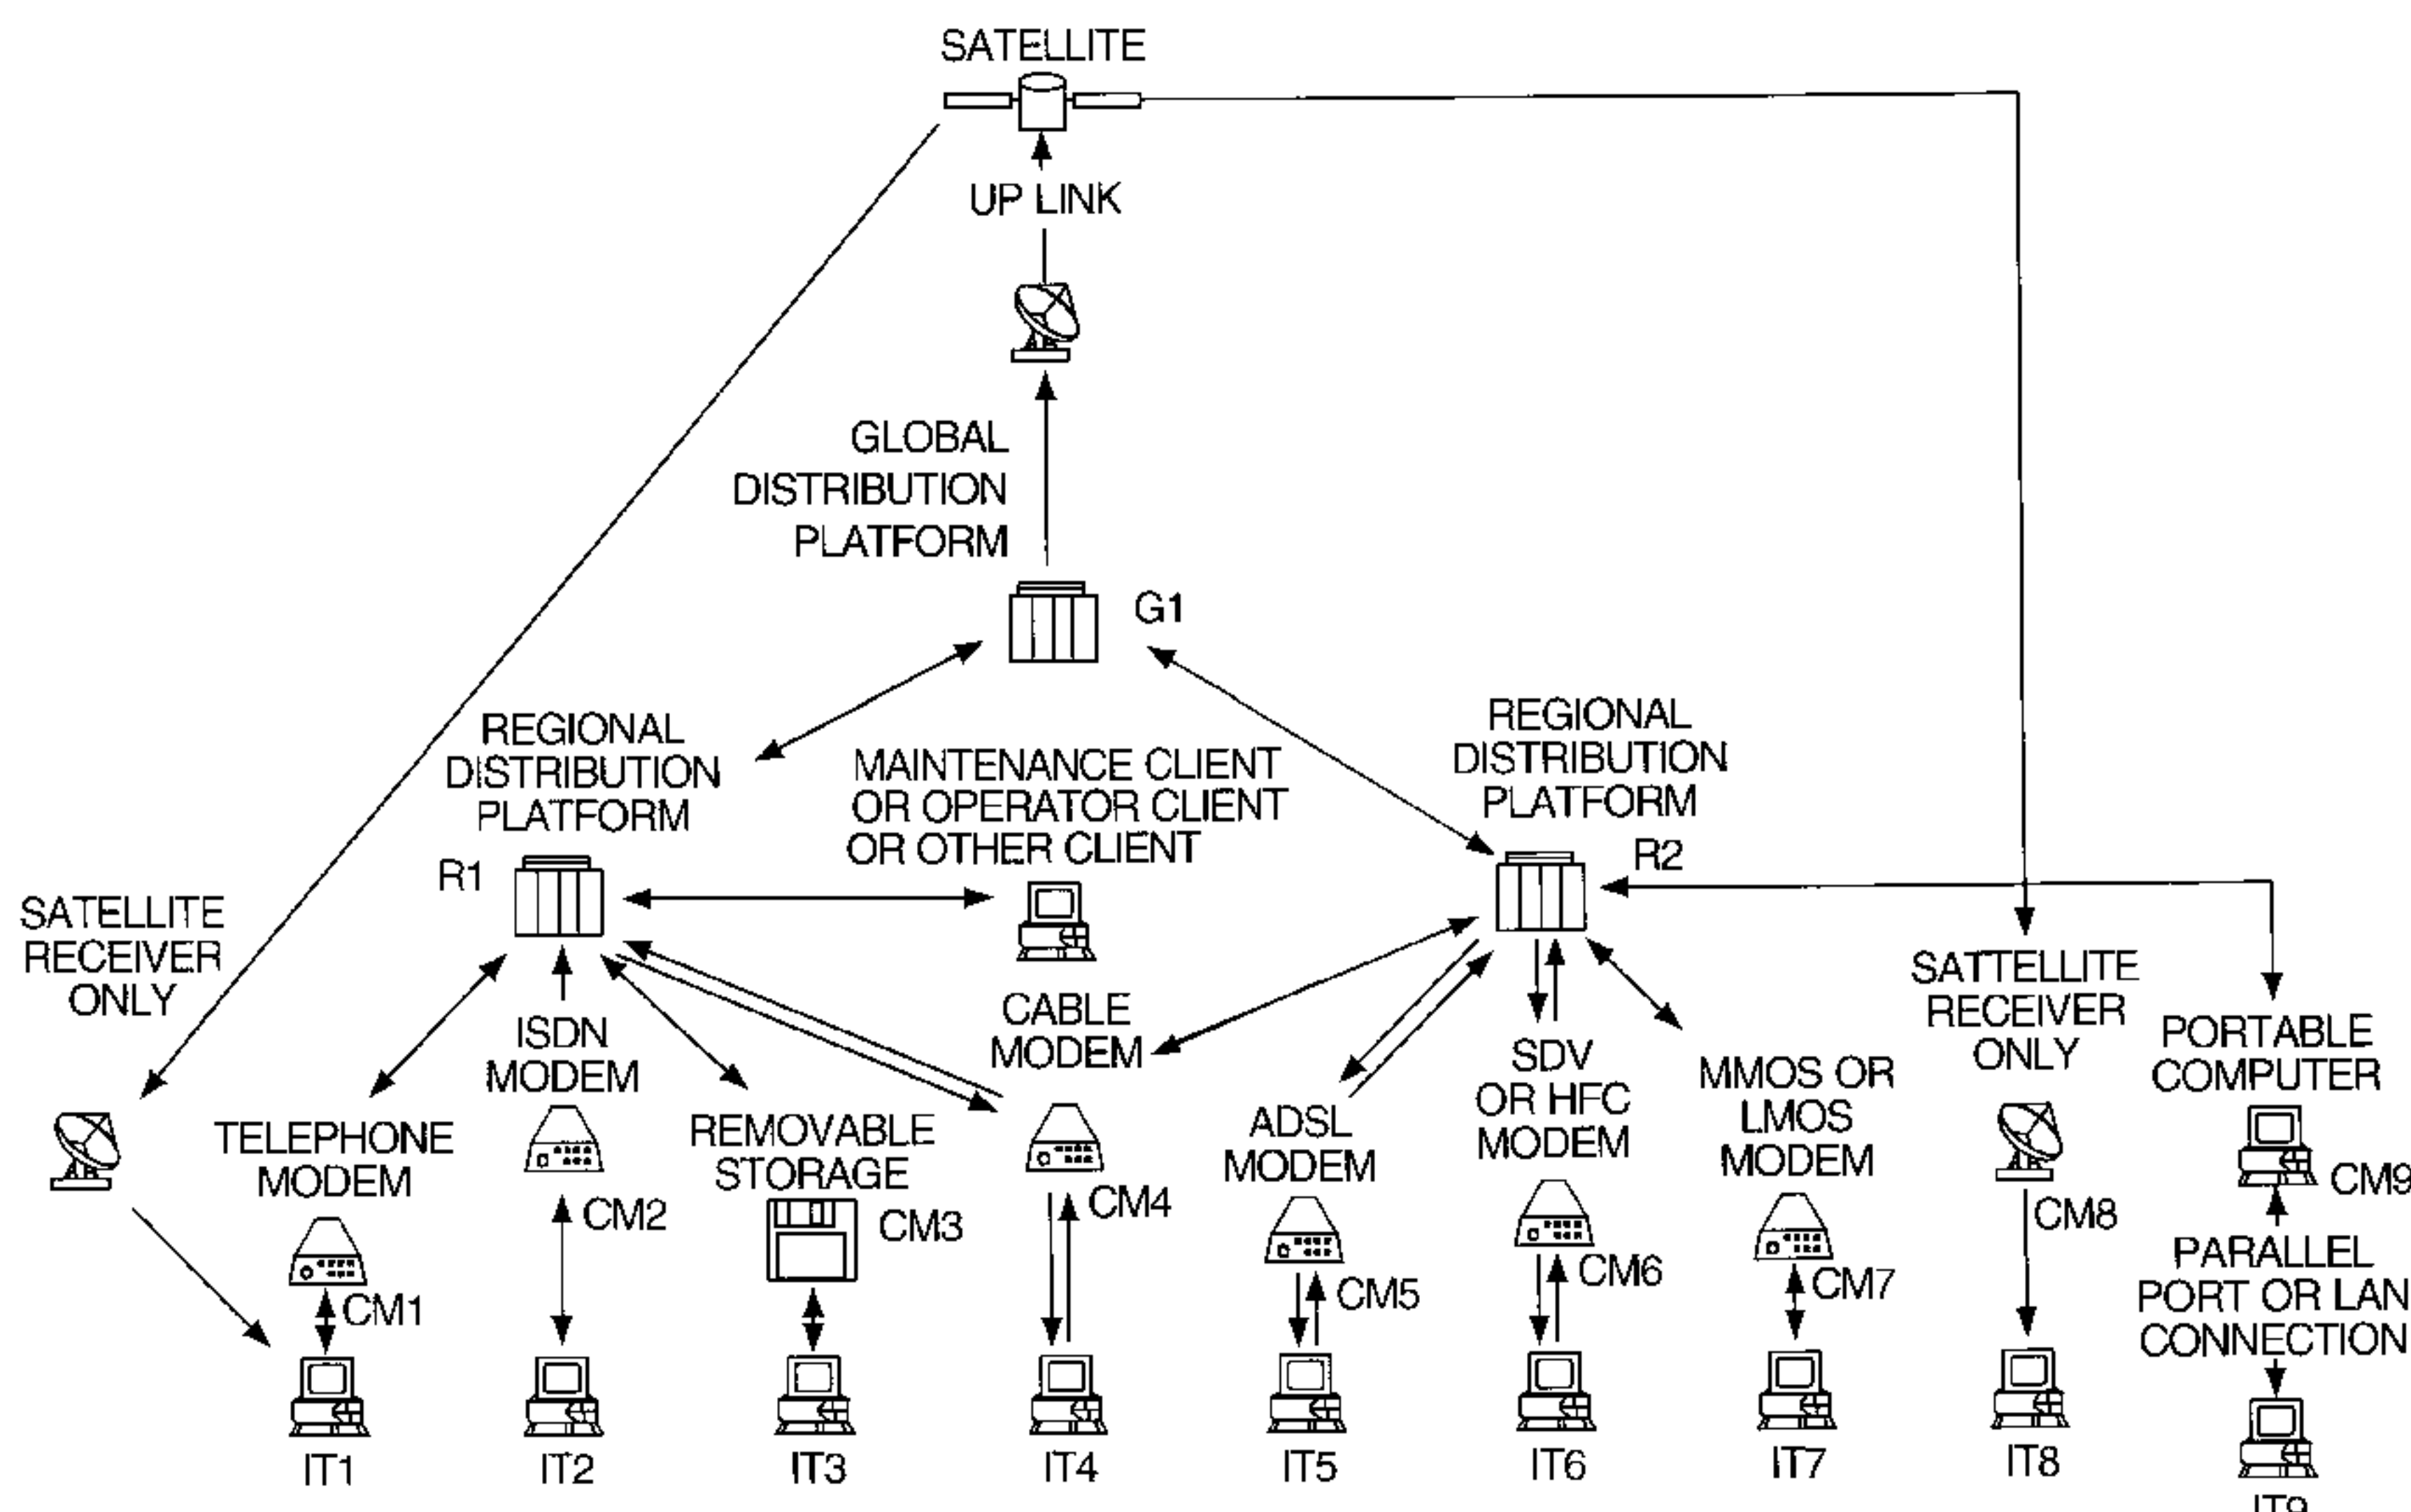 SATELLITE
UP LINK
GLOBAL
DISTRIBUTION
PLATFORM
G1
REGIONAL
DISTRIBUTION
PLATFORM
R1
MAINTENANCE CLIENT
OR OPERATOR CLIENT
OR OTHER CLIENT
REGIONAL
DISTRIBUTION
PLATFORM
R2
SATELLITE
RECEIVER
ONLY
TELEPHONE
MODEM
CM1
ISDN
MODEM
CM2
REMOVABLE
STORAGE
CM3
CABLE
MODEM
CM4
ADSL
MODEM
CM5
SDV
OR HFC
MODEM
CM6
MMOS OR
LMOS
MODEM
CM7
SATTELLITE
RECEIVER
ONLY
CM8
PORTABLE
COMPUTER
CM9
PARALLEL
PORT OR LAN
CONNECTION
IT1
IT2
IT3
IT4
IT5
IT6
IT7
IT8
IT9